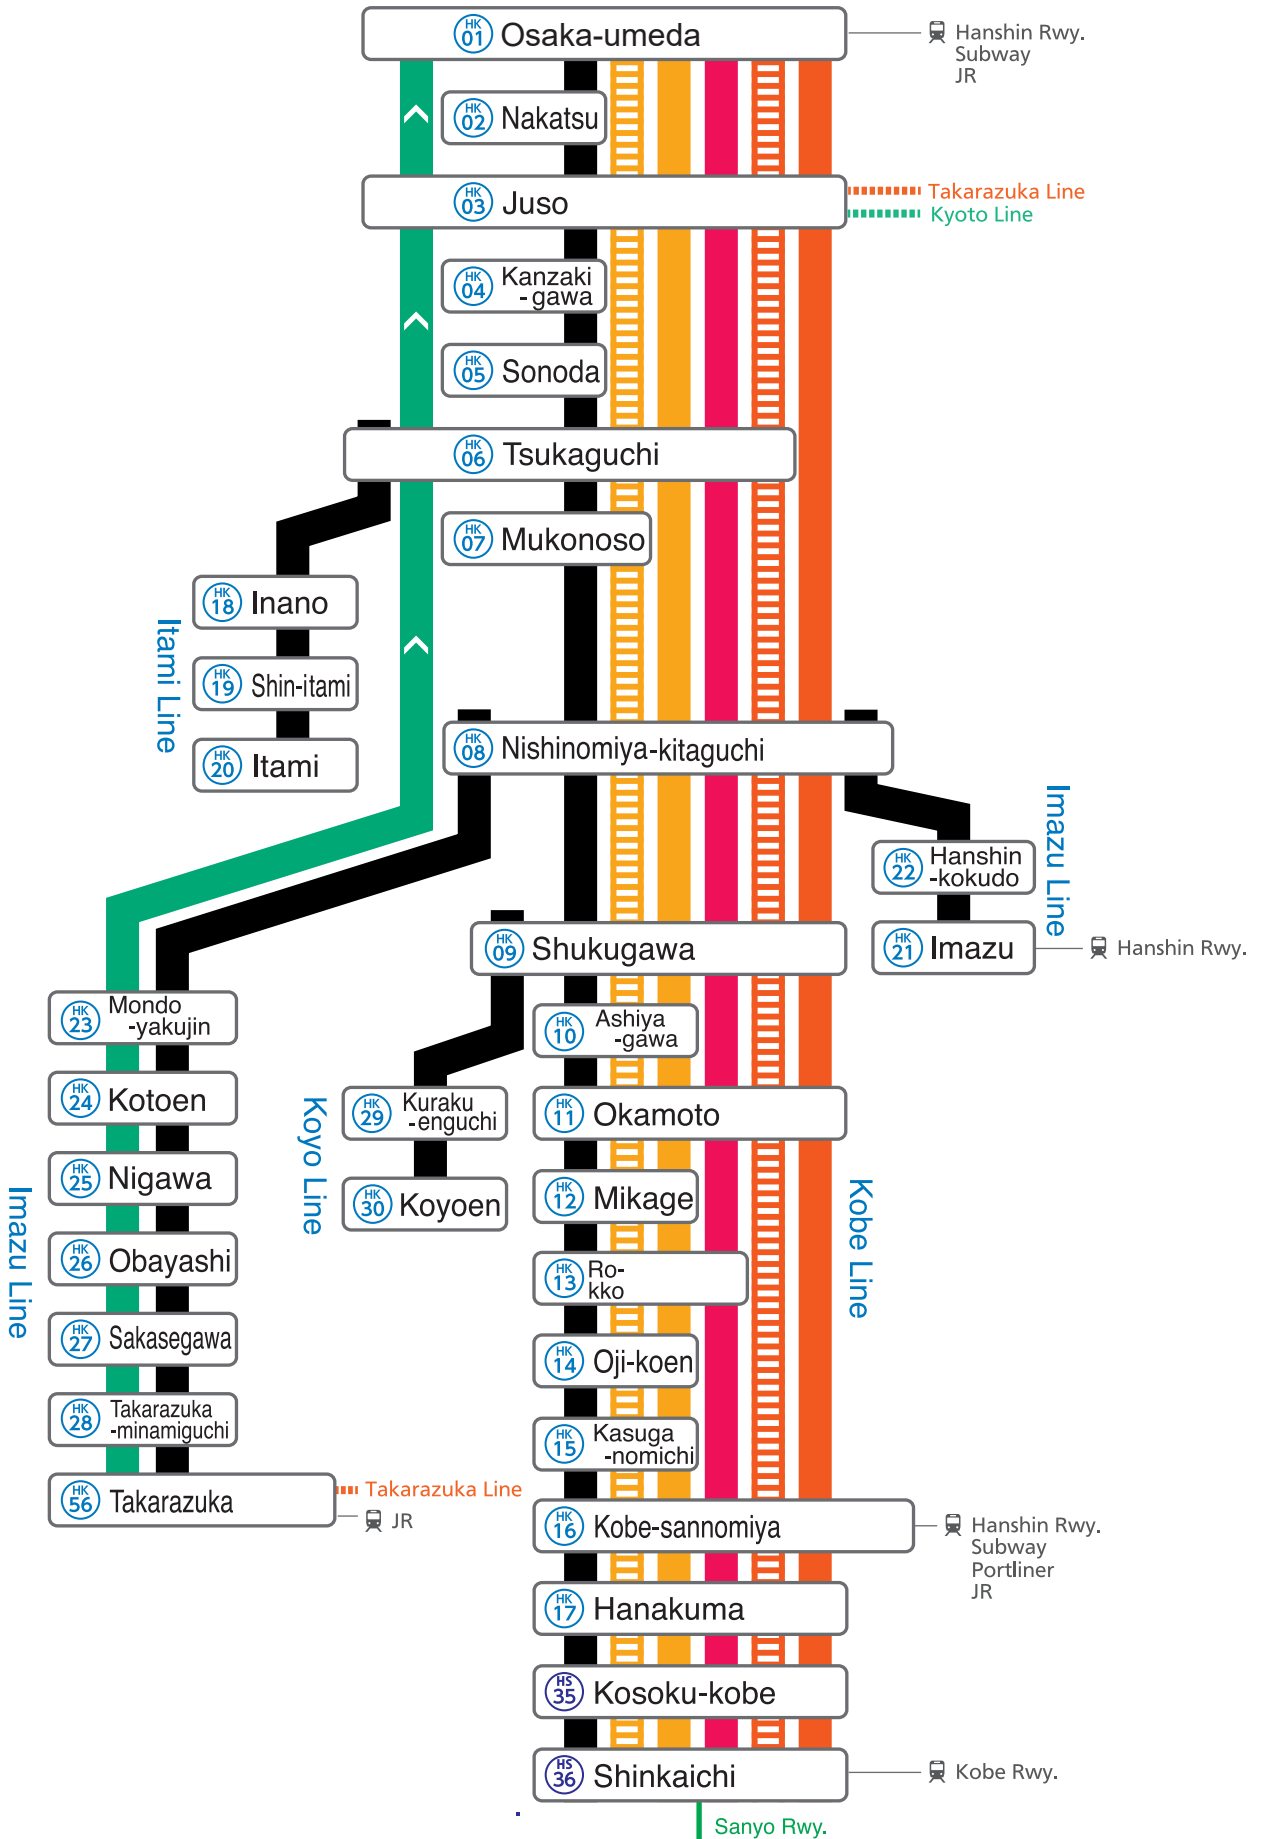 HK
01
Osaka-umeda
Hanshin Rwy.
Subway
JR
HK
02
Nakatsu
HK
03
Juso
Takarazuka Line
Kyoto Line
HK
04
Kanzaki
-gawa
HK
05
Sonoda
HK
06
Tsukaguchi
HK
07
Mukonoso
HK
18
Inano
HK
19
Shin-itami
HK
20
Itami
Itami Line
HK
08
Nishinomiya-kitaguchi
HK
22
Hanshin
-kokudo
HK
21
Imazu
Imazu Line
Hanshin Rwy.
HK
09
Shukugawa
HK
23
Mondo
-yakujin
HK
24
Kotoen
HK
25
Nigawa
HK
26
Obayashi
HK
27
Sakasegawa
HK
28
Takarazuka
-minamiguchi
HK
56
Takarazuka
Imazu Line
Takarazuka Line
JR
HK
29
Kuraku
-enguchi
HK
30
Koyoen
Koyo Line
HK
10
Ashiya
-gawa
HK
11
Okamoto
HK
12
Mikage
HK
13
Ro-
kko
HK
14
Oji-koen
HK
15
Kasuga
-nomichi
Kobe Line
HK
16
Kobe-sannomiya
Hanshin Rwy.
Subway
Portliner
JR
HK
17
Hanakuma
HS
35
Kosoku-kobe
HS
36
Shinkaichi
Kobe Rwy.
Sanyo Rwy.